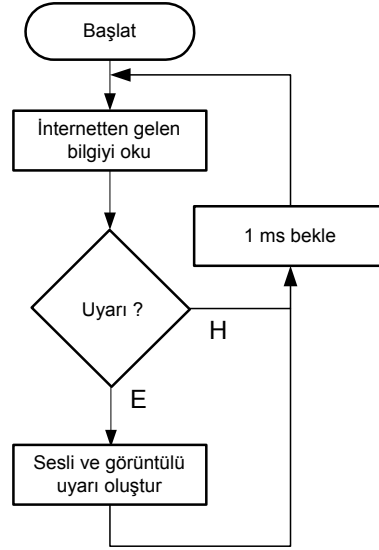 Başlat
İnternetten gelen
bilgiyi oku
1 ms bekle
Uyarı ?
H
E
Sesli ve görüntülü
uyarı oluştur